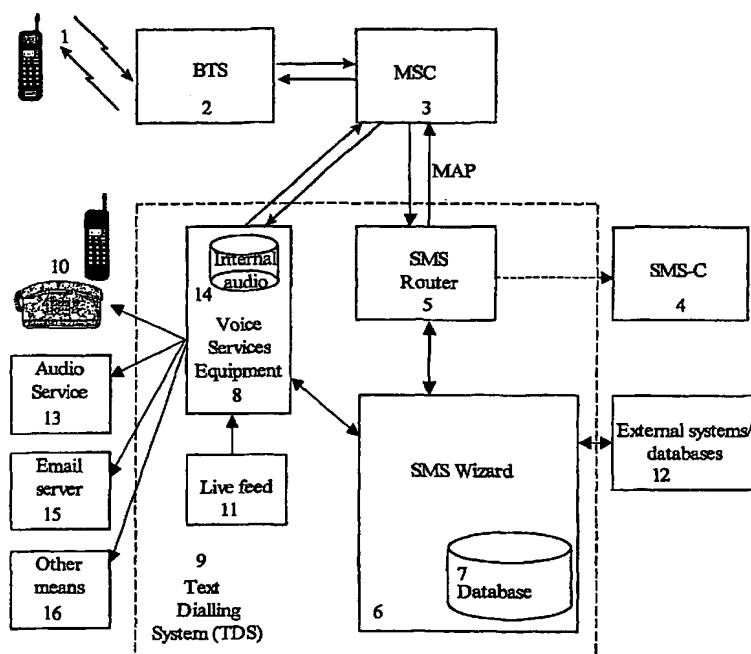 1
BTS
2
MSC
3
MAP
10
Internal
audio
14
Voice
Services
Equipment
8
SMS
Router
5
SMS-C
4
Audio
Service
13
Email
server
15
Other
means
16
Live feed
11
9
Text
Dialling
System (TDS)
SMS Wizard
7
Database
6
External systems/
databases
12